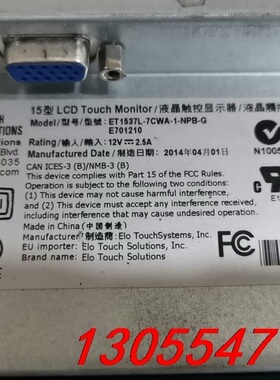 15型 LCD Touch Monitor/液晶触控显示器/液晶觸
Model/型号/型號: ET1537L-7CWA-1-NPB-G
E701210
Input Rating/输入/輸入: 12V⎓2.5A
Manufactured Date/制造日期: 2014年04月01日
CAN ICES-3 (B)/NMB-3 (B)
This device complies with Part 15 of the FCC Rules.
Operation is subject to the following two conditions:
(1) This device may not cause harmful interference, and
(2) this device must accept any interference received,
including interference that may cause undesired operation.
Made in China (中国制造)
Manufacturer/制造商: Elo TouchSystems, Inc.
EU importer: Elo Touch Solutions, Inc.
Brand name: Elo Touch Solutions
FC
Blvd.
8035
N1005
1305547